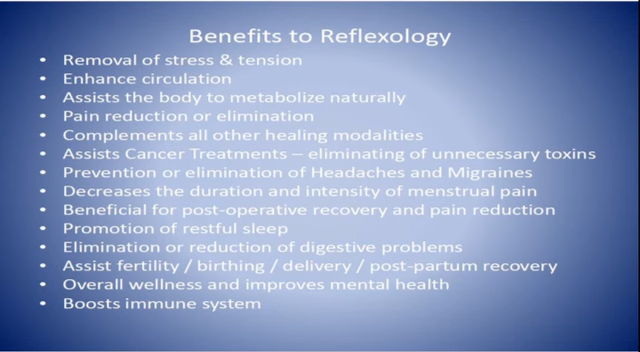 Benefits to Reflexology
• Removal of stress & tension
• Enhance circulation
• Assists the body to metabolize naturally
• Pain reduction or elimination
• Complements all other healing modalities
• Assists Cancer Treatments – eliminating of unnecessary toxins
• Prevention or elimination of Headaches and Migraines
• Decreases the duration and intensity of menstrual pain
• Beneficial for post-operative recovery and pain reduction
• Promotion of restful sleep
• Elimination or reduction of digestive problems
• Assist fertility / birthing / delivery / post-partum recovery
• Overall wellness and improves mental health
• Boosts immune system